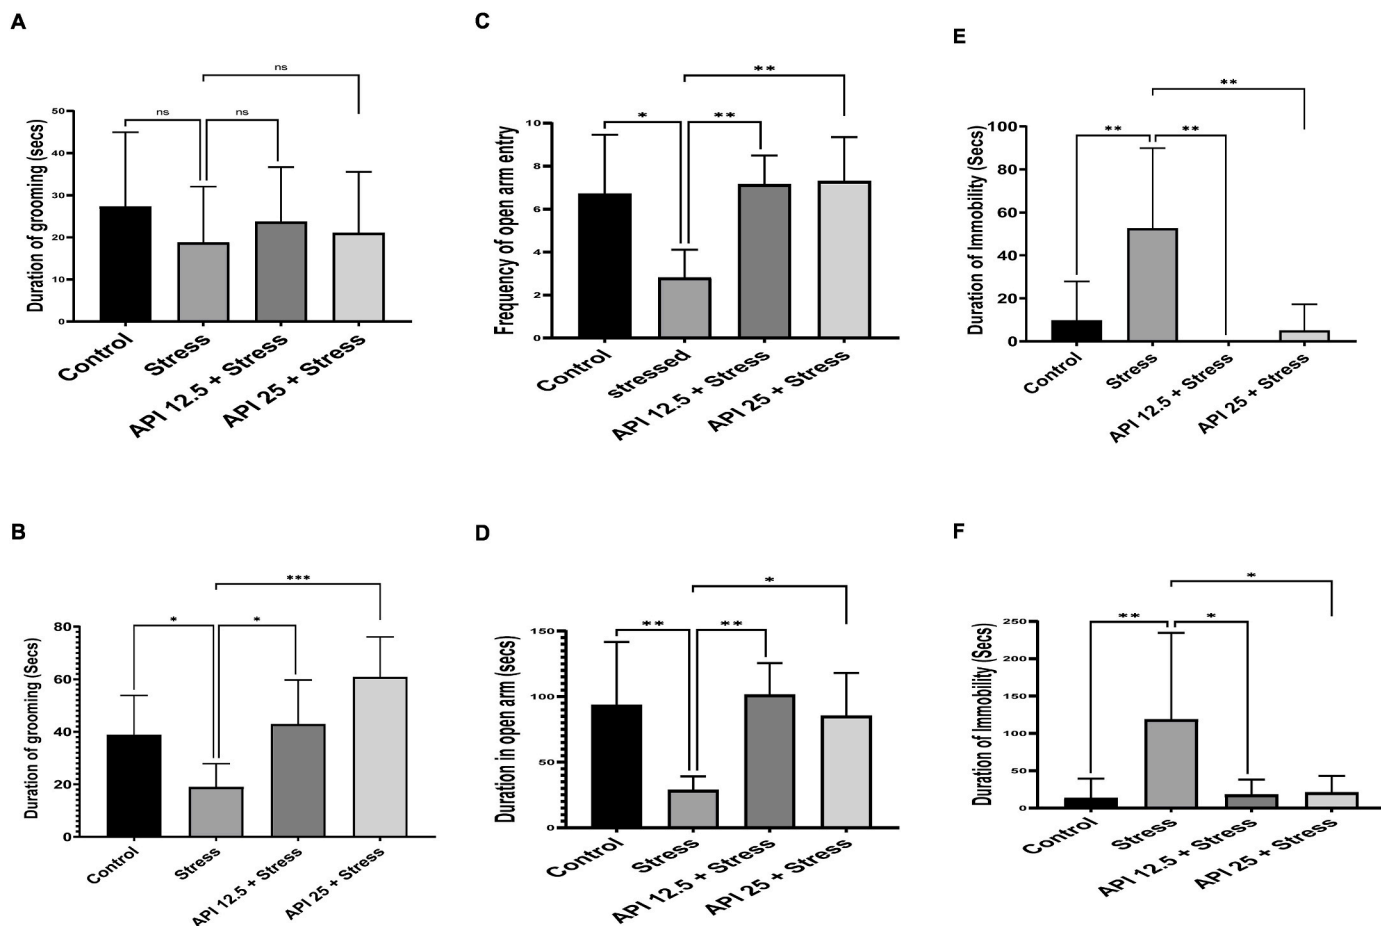 A
ns
ns
ns
Duration of grooming (secs)
50
40
30
20
10
0
Control
Stress
API 12.5 + Stress
API 25 + Stress
C
**
*
**
Frequency of open arm entry
10
8
6
4
2
0
Control
stressed
API 12.5 + Stress
API 25 + Stress
E
**
**
**
Duration of Immobility (Secs)
100
80
60
40
20
0
Control
Stress
API 12.5 + Stress
API 25 + Stress
B
***
*
*
Duration of grooming (Secs)
80
60
40
20
0
Control
Stress
API 12.5 + Stress
API 25 + Stress
D
*
**
**
Duration in open arm (secs)
150
100
50
0
Control
Stress
API 12.5 + Stress
API 25 + Stress
F
*
**
*
Duration of Immobility (Secs)
250
200
150
100
50
0
Control
Stress
API 12.5 + Stress
API 25 + Stress